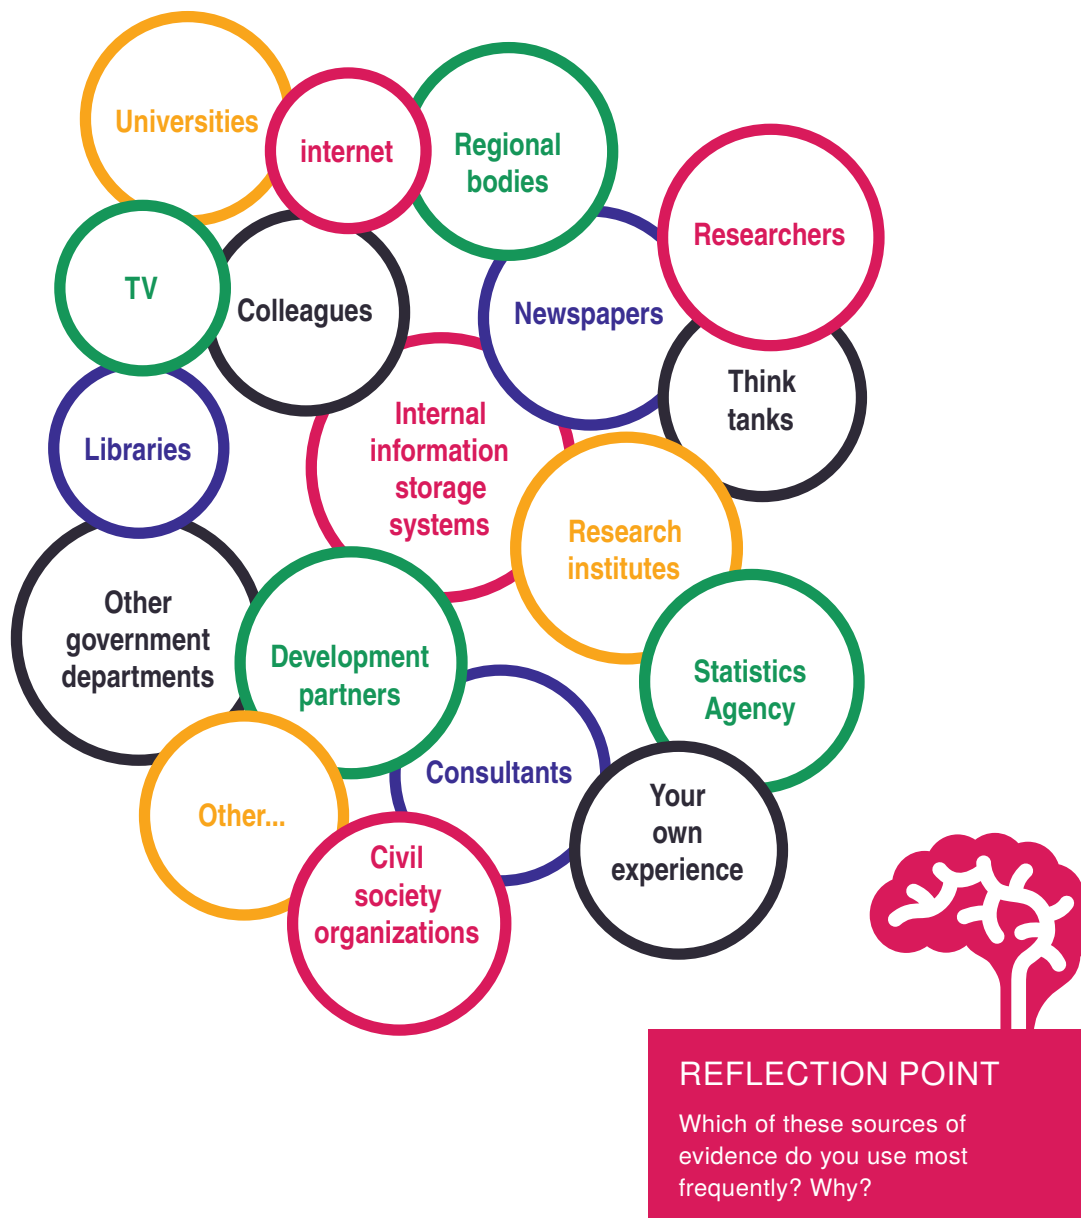 Universities
internet
Regional
bodies
Researchers
TV
Colleagues
Newspapers
Think
tanks
Libraries
Internal
information
storage
systems
Research
institutes
Other
government
departments
Development
partners
Statistics
Agency
Other...
Consultants
Your
own
experience
Civil
society
organizations
REFLECTION POINT
Which of these sources of
evidence do you use most
frequently? Why?